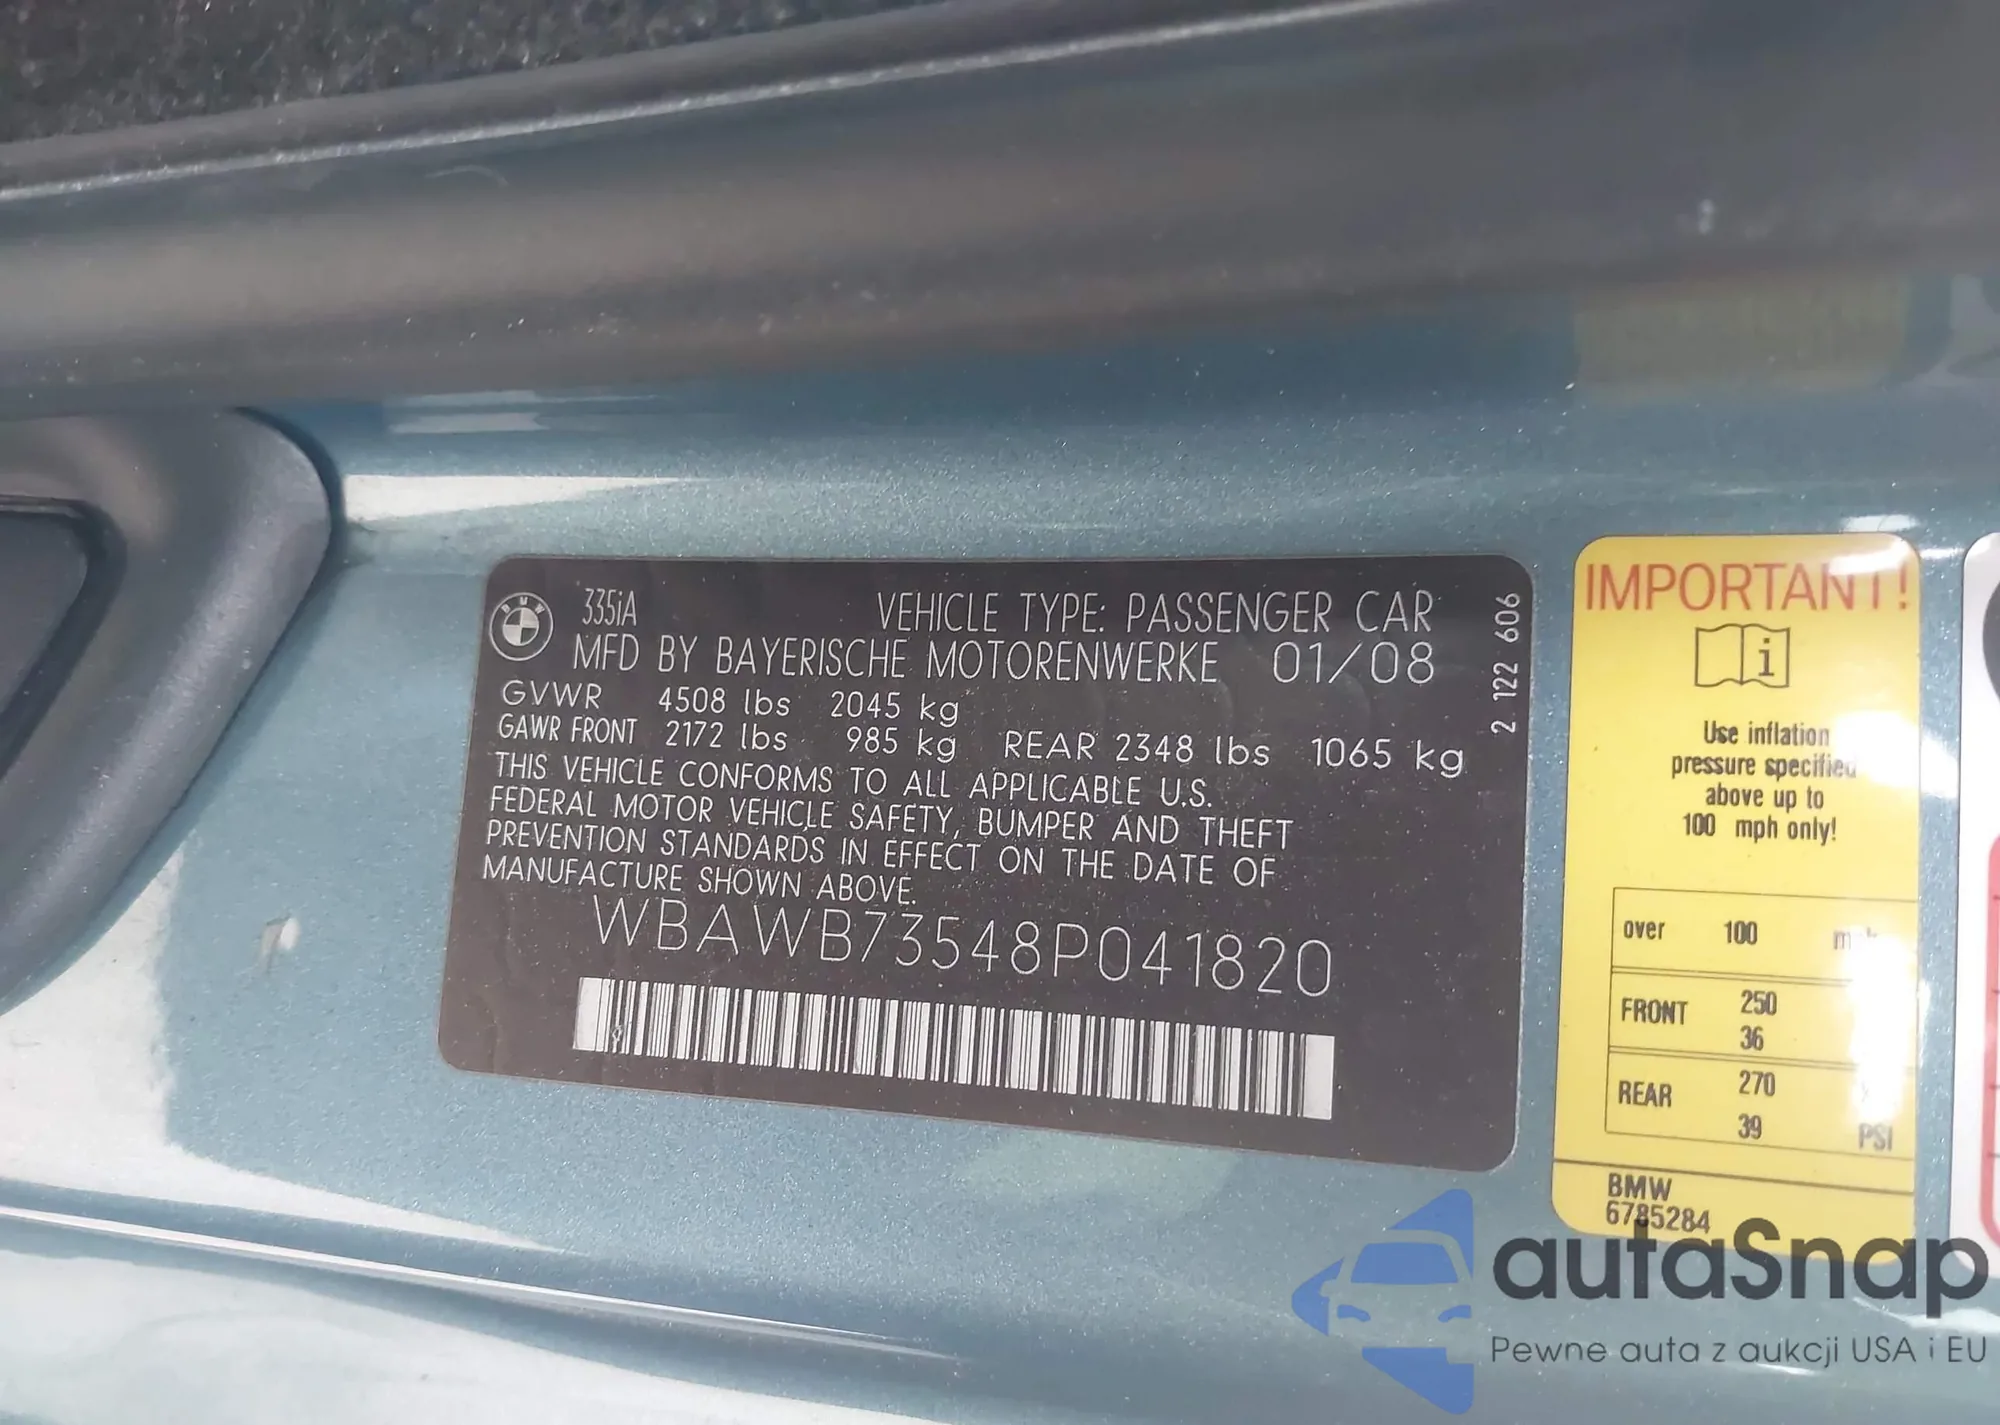 BMW
335iA VEHICLE TYPE: PASSENGER CAR
MFD BY BAYERISCHE MOTORENWERKE 01/08
GVWR 4508 lbs 2045 kg
GAWR FRONT 2172 lbs 985 kg REAR 2348 lbs 1065 kg
THIS VEHICLE CONFORMS TO ALL APPLICABLE U.S.
FEDERAL MOTOR VEHICLE SAFETY, BUMPER AND THEFT
PREVENTION STANDARDS IN EFFECT ON THE DATE OF
MANUFACTURE SHOWN ABOVE.
WBAWB73548P041820
2 122 606
IMPORTANT!
i
Use inflation
pressure specified
above up to
100 mph only!
over 100
FRONT 250
36
REAR 270
39 PSI
BMW
6785284
autaSnap
Pewne auta z aukcji USA i EU